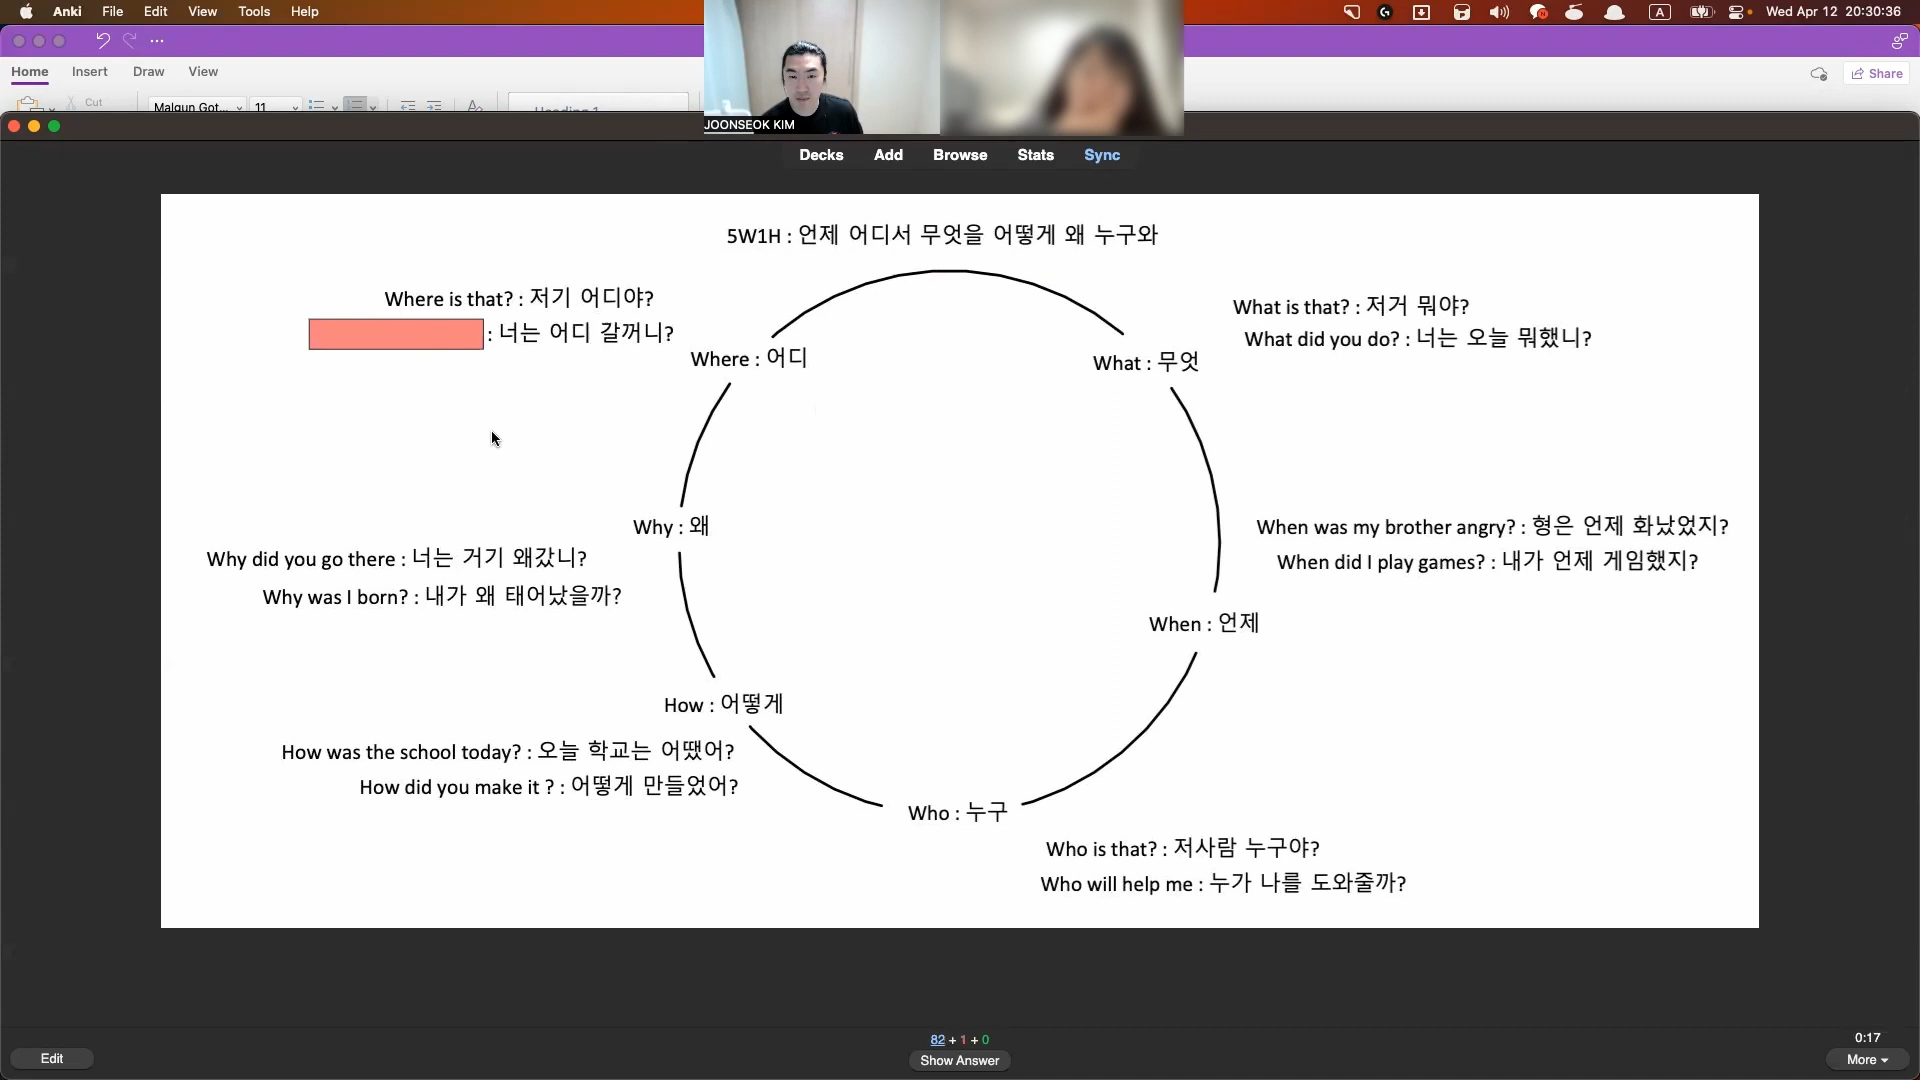 Anki File Edit View Tools Help
Wed Apr 12 20:30:36
Home Insert Draw View
Share
Cut
Malgun Got... 11
Heading 1
JOONSEOK KIM
Decks Add Browse Stats Sync
5W1H : 언제 어디서 무엇을 어떻게 왜 누구와
Where is that? : 저기 어디야?
: 너는 어디 갈꺼니?
Where : 어디
What is that? : 저거 뭐야?
What did you do? : 너는 오늘 뭐했니?
What : 무엇
Why : 왜
Why did you go there : 너는 거기 왜갔니?
Why was I born? : 내가 왜 태어났을까?
When was my brother angry? : 형은 언제 화났었지?
When did I play games? : 내가 언제 게임했지?
When : 언제
How : 어떻게
How was the school today? : 오늘 학교는 어땠어?
How did you make it ? : 어떻게 만들었어?
Who : 누구
Who is that? : 저사람 누구야?
Who will help me : 누가 나를 도와줄까?
82 + 1 + 0
0:17
Edit
Show Answer
More